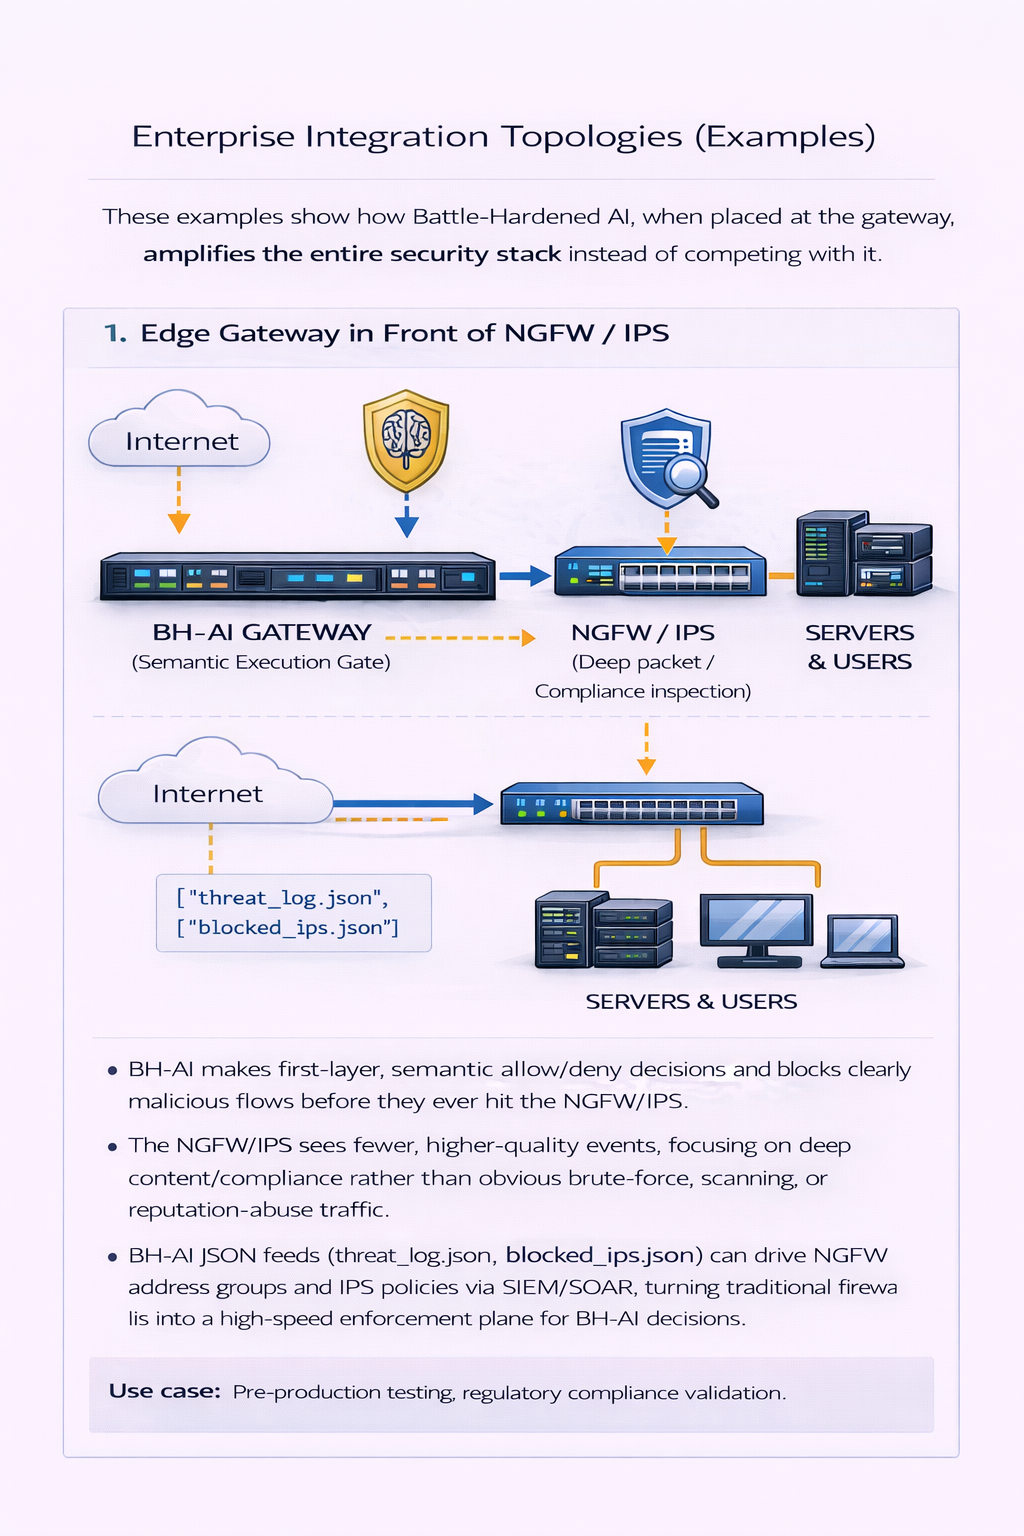 Enterprise Integration Topologies (Examples)
These examples show how Battle-Hardened AI, when placed at the gateway,
amplifies the entire security stack instead of competing with it.
1. Edge Gateway in Front of NGFW / IPS
Internet
BH-AI GATEWAY
(Semantic Execution Gate)
NGFW / IPS
(Deep packet /
Compliance inspection)
SERVERS
& USERS
Internet
["threat_log.json",
["blocked_ips.json"]
SERVERS & USERS
• BH-AI makes first-layer, semantic allow/deny decisions and blocks clearly
malicious flows before they ever hit the NGFW/IPS.
• The NGFW/IPS sees fewer, higher-quality events, focusing on deep
content/compliance rather than obvious brute-force, scanning, or
reputation-abuse traffic.
• BH-AI JSON feeds (threat_log.json, blocked_ips.json) can drive NGFW
address groups and IPS policies via SIEM/SOAR, turning traditional firewa
lis into a high-speed enforcement plane for BH-AI decisions.
Use case: Pre-production testing, regulatory compliance validation.